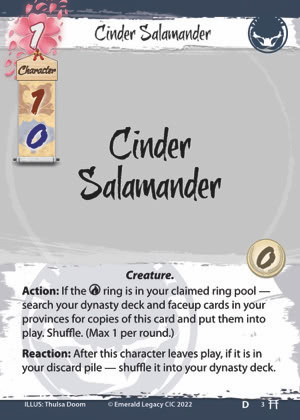 1
Cinder Salamander
Character
1
0
Cinder
Salamander
0
Creature.
Action: If the ring is in your claimed ring pool —
search your dynasty deck and faceup cards in
your provinces for copies of this card and put them into
play. Shuffle. (Max 1 per round.)
Reaction: After this character leaves play, if it is in
your discard pile — shuffle it into your dynasty deck.
ILLUS: Thulsa Doom © Emerald Legacy CIC 2022 D 3